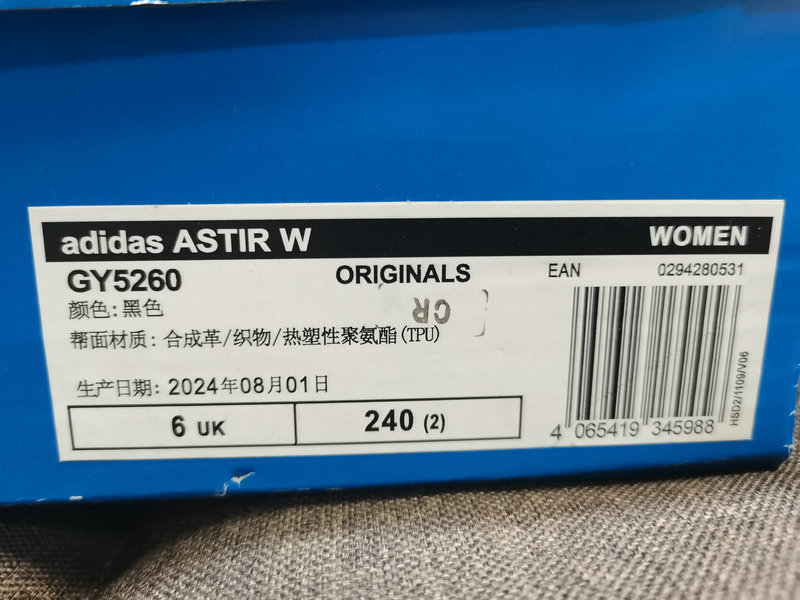 adidas ASTIR W WOMEN
GY5260 ORIGINALS EAN 0294280531
颜色:黑色
CR
帮面材质: 合成革/织物/热塑性聚氨酯(TPU)
生产日期: 2024年08月01日
6 UK 240 (2)
4 065419 345988
HSD2/1109/V06